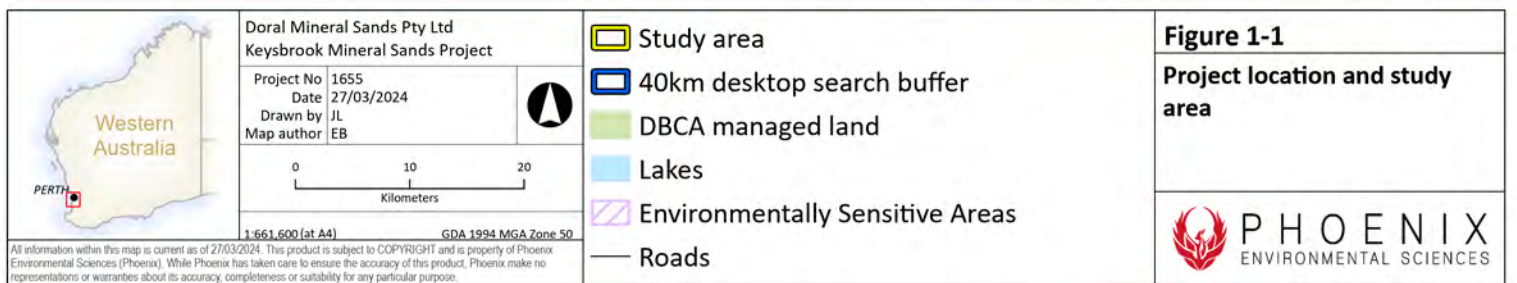 Western
Australia
PERTH
Doral Mineral Sands Pty Ltd
Keysbrook Mineral Sands Project
Project No 1655
Date 27/03/2024
Drawn by JL
Map author EB
0 10 20
Kilometers
1:661,600 (at A4) GDA 1994 MGA Zone 50
All information within this map is current as of 27/03/2024. This product is subject to COPYRIGHT and is property of Phoenix
Environmental Sciences (Phoenix). While Phoenix has taken care to ensure the accuracy of this product, Phoenix make no
representations or warranties about its accuracy, completeness or suitability for any particular purpose.
Study area
40km desktop search buffer
DBCA managed land
Lakes
Environmentally Sensitive Areas
Roads
Figure 1-1
Project location and study
area
PHOENIX
ENVIRONMENTAL SCIENCES